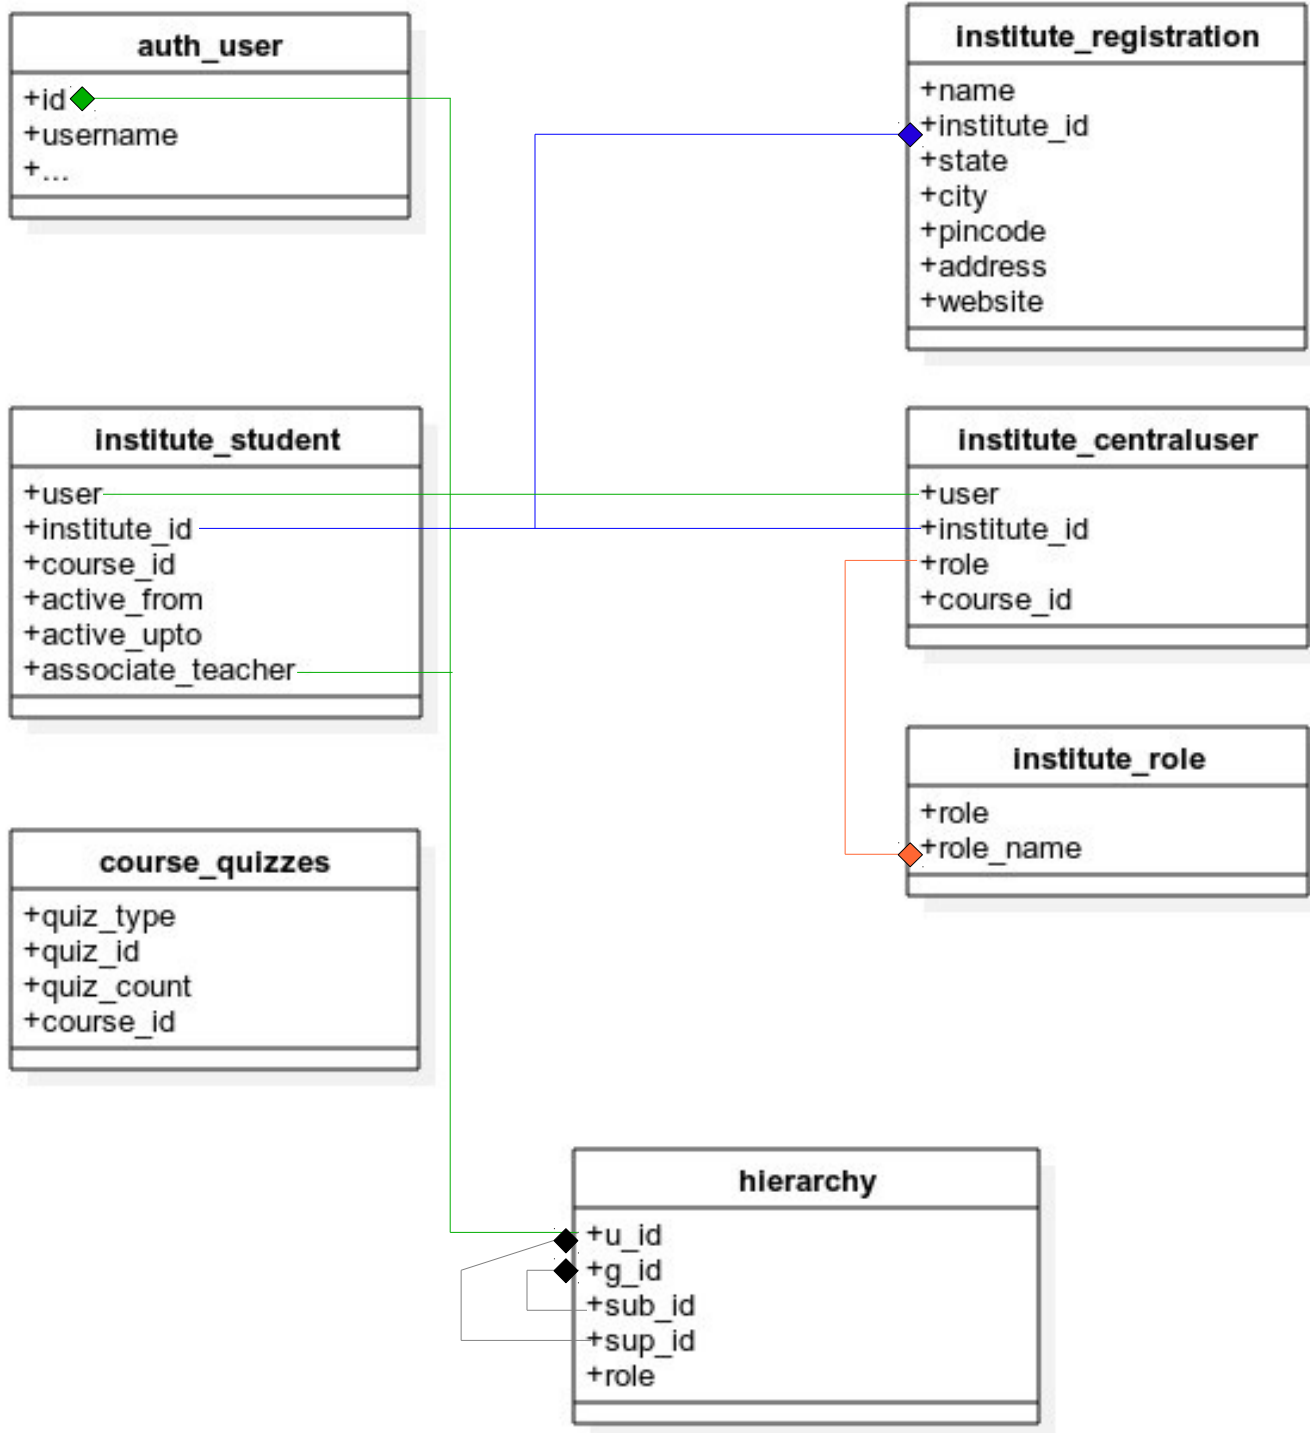 auth_user
+id
+username
+...
institute_registration
+name
+institute_id
+state
+city
+pincode
+address
+website
institute_student
+user
+institute_id
+course_id
+active_from
+active_upto
+associate_teacher
institute_centraluser
+user
+institute_id
+role
+course_id
institute_role
+role
+role_name
course_quizzes
+quiz_type
+quiz_id
+quiz_count
+course_id
hierarchy
+u_id
+g_id
+sub_id
+sup_id
+role